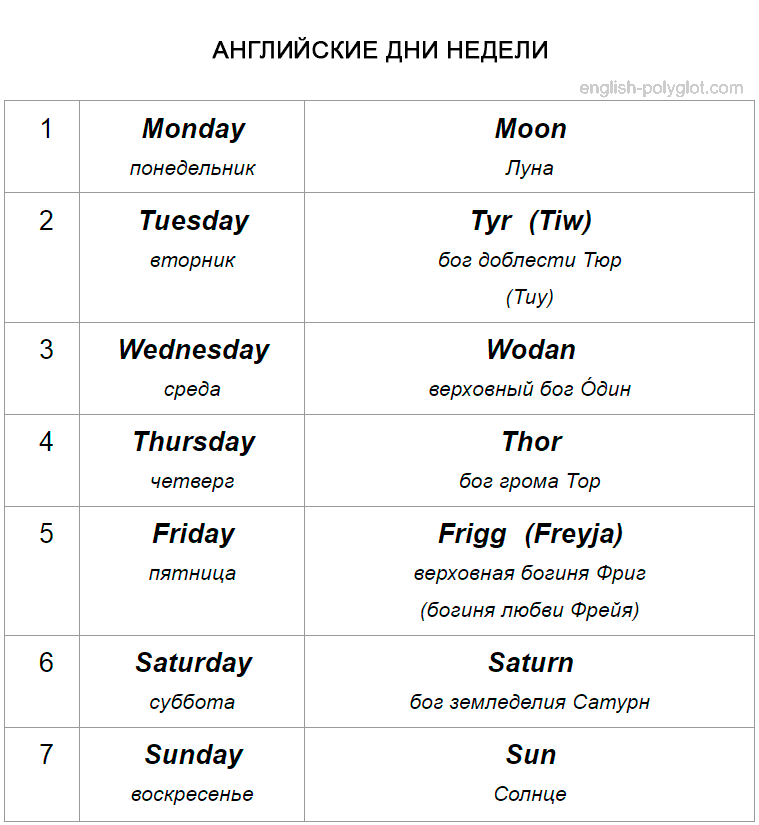 АНГЛИЙСКИЕ ДНИ НЕДЕЛИ
english-polyglot.com
1 Monday Moon
понедельник Луна
2 Tuesday Tyr (Tiw)
вторник бог доблести Тюр
(Тиу)
3 Wednesday Wodan
среда верховный бог О́дин
4 Thursday Thor
четверг бог грома Тор
5 Friday Frigg (Freyja)
пятница верховная богиня Фриг
(богиня любви Фрейя)
6 Saturday Saturn
суббота бог земледелия Сатурн
7 Sunday Sun
воскресенье Солнце